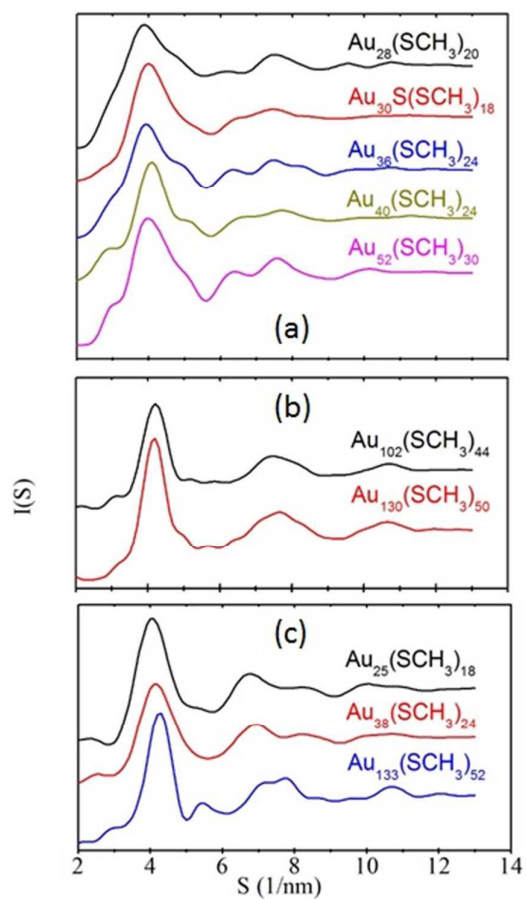 Au28(SCH3)20
Au30S(SCH3)18
Au36(SCH3)24
Au40(SCH3)24
Au52(SCH3)30
(a)
(b)
Au102(SCH3)44
Au130(SCH3)50
I(S)
(c)
Au25(SCH3)18
Au38(SCH3)24
Au133(SCH3)52
2 4 6 8 10 12 14
S (1/nm)